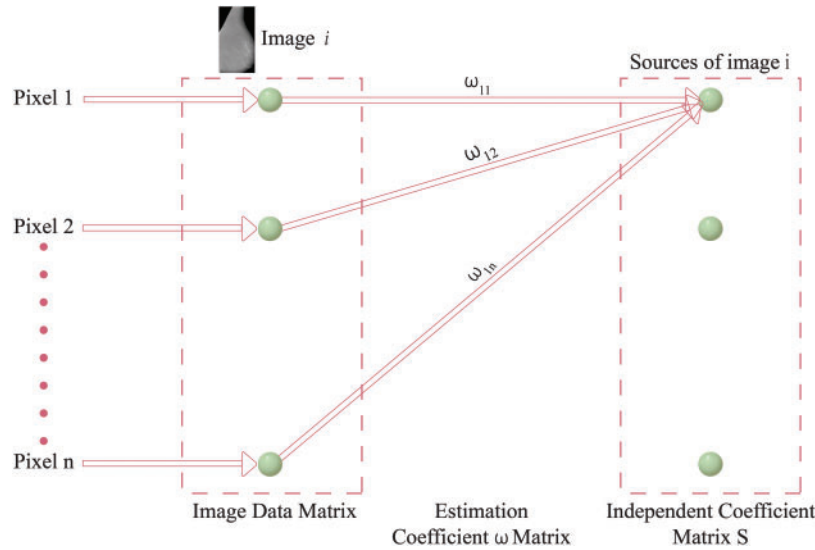 Image i
Sources of image i
Pixel 1
ω11
ω12
Pixel 2
ω1n
Pixel n
Image Data Matrix
Estimation
Coefficient ω Matrix
Independent Coefficient
Matrix S